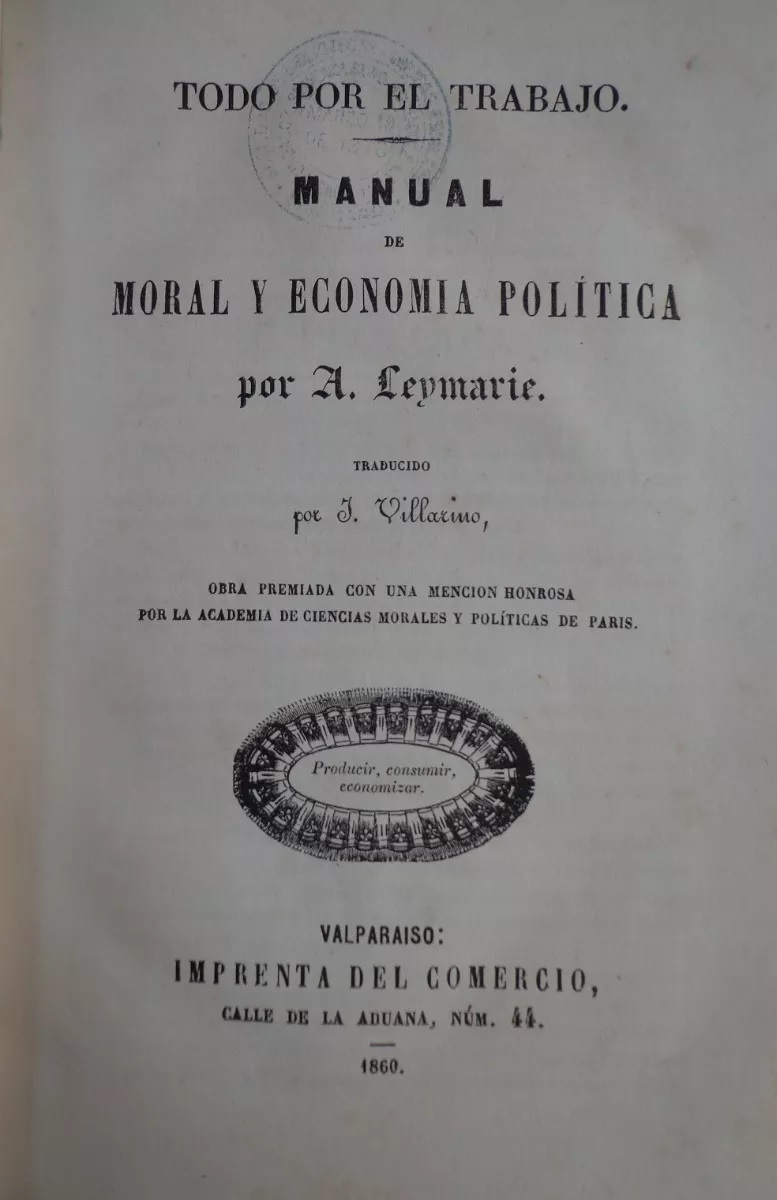 TODO POR EL TRABAJO.
MANUAL
DE
MORAL Y ECONOMIA POLÍTICA
por A. Leymarie.
TRADUCIDO
por J. Villarino,
OBRA PREMIADA CON UNA MENCION HONROSA
POR LA ACADEMIA DE CIENCIAS MORALES Y POLÍTICAS DE PARIS.
Producir, consumir,
economizar.
VALPARAISO:
IMPRENTA DEL COMERCIO,
CALLE DE LA ADUANA, NÚM. 44.
1860.